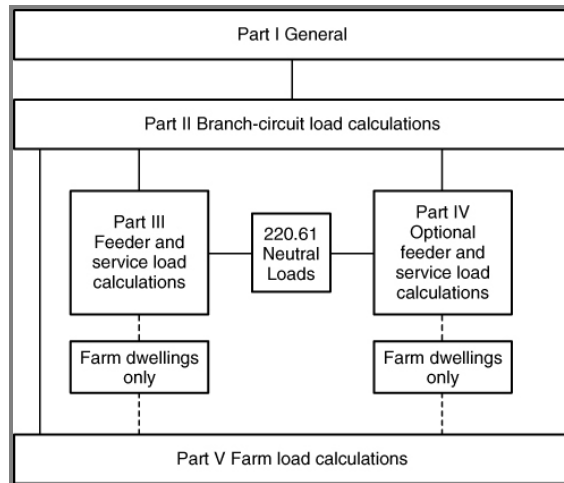 Part I General
Part II Branch-circuit load calculations
Part III
Feeder and
service load
calculations
220.61
Neutral
Loads
Part IV
Optional
feeder and
service load
calculations
Farm dwellings
only
Farm dwellings
only
Part V Farm load calculations